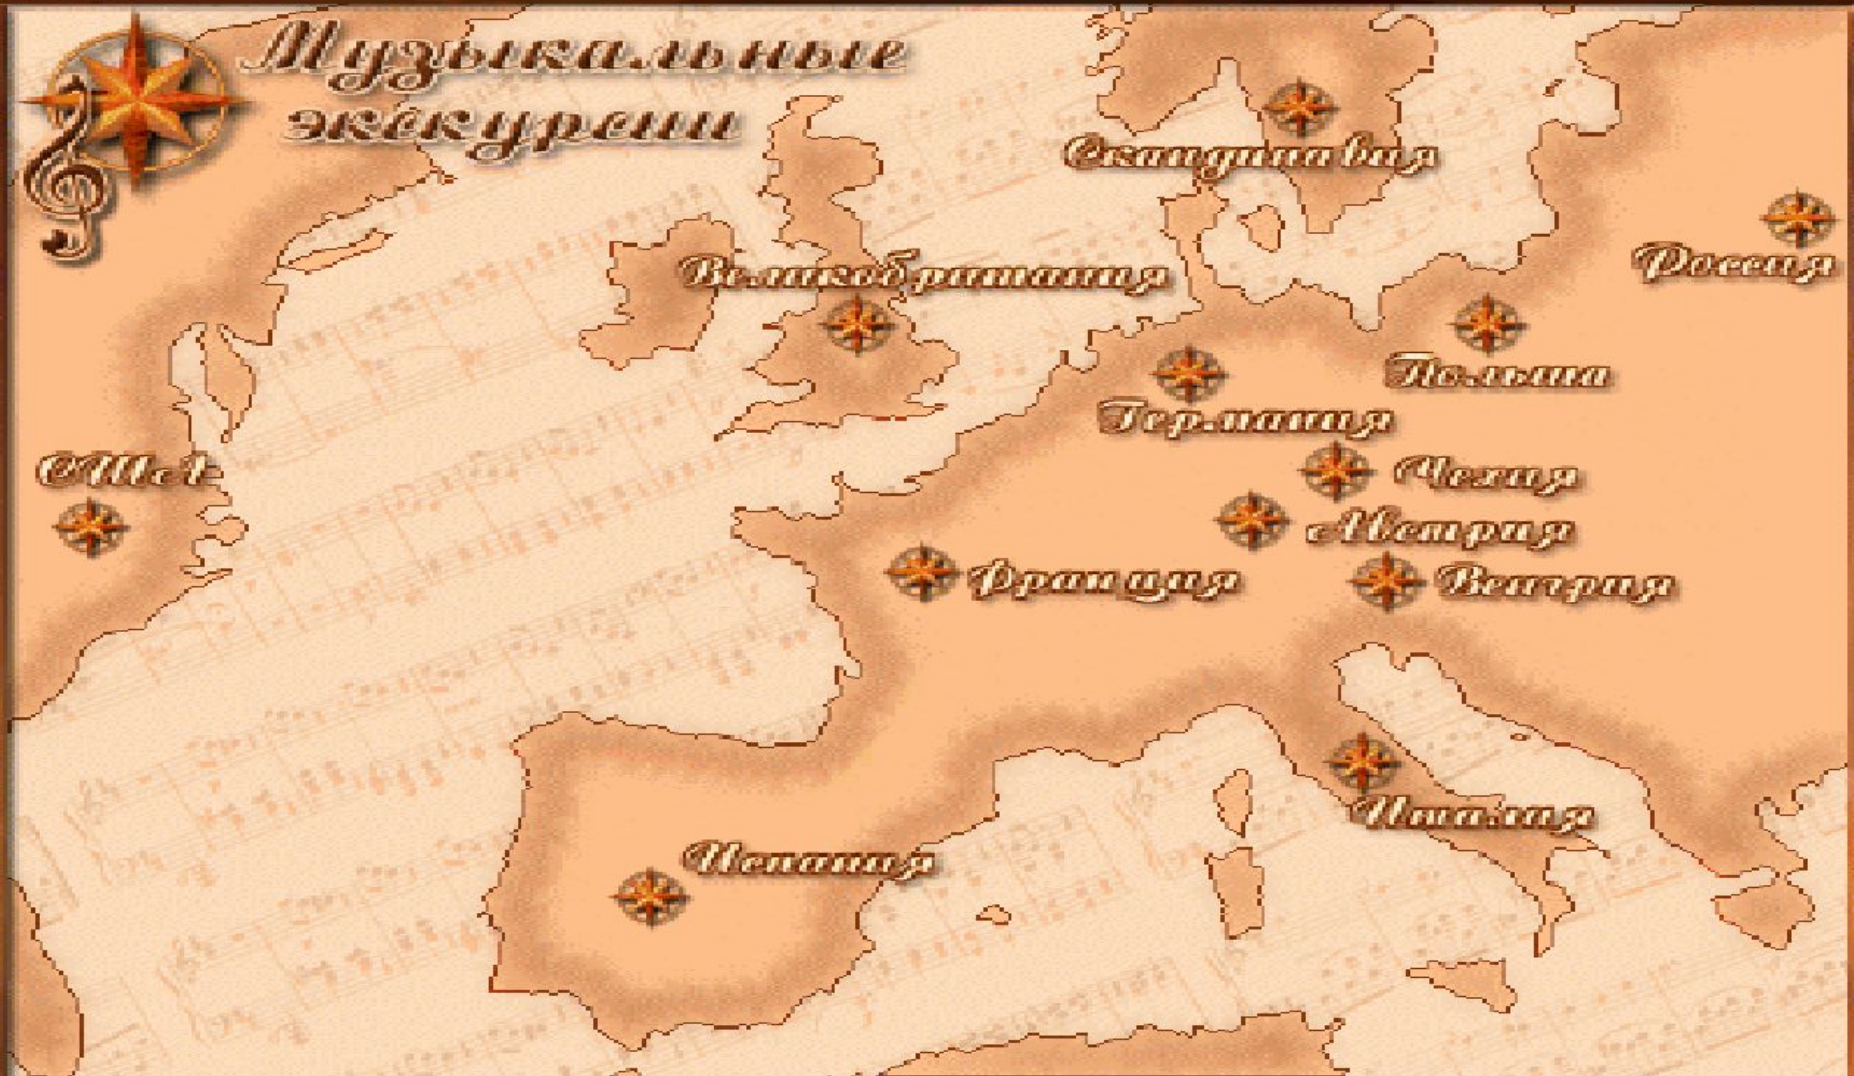 Музыкальные
экскурсии
Скандинавия
Россия
Великобритания
Польша
Германия
США
Чехия
Австрия
Франция
Венгрия
Италия
Испания